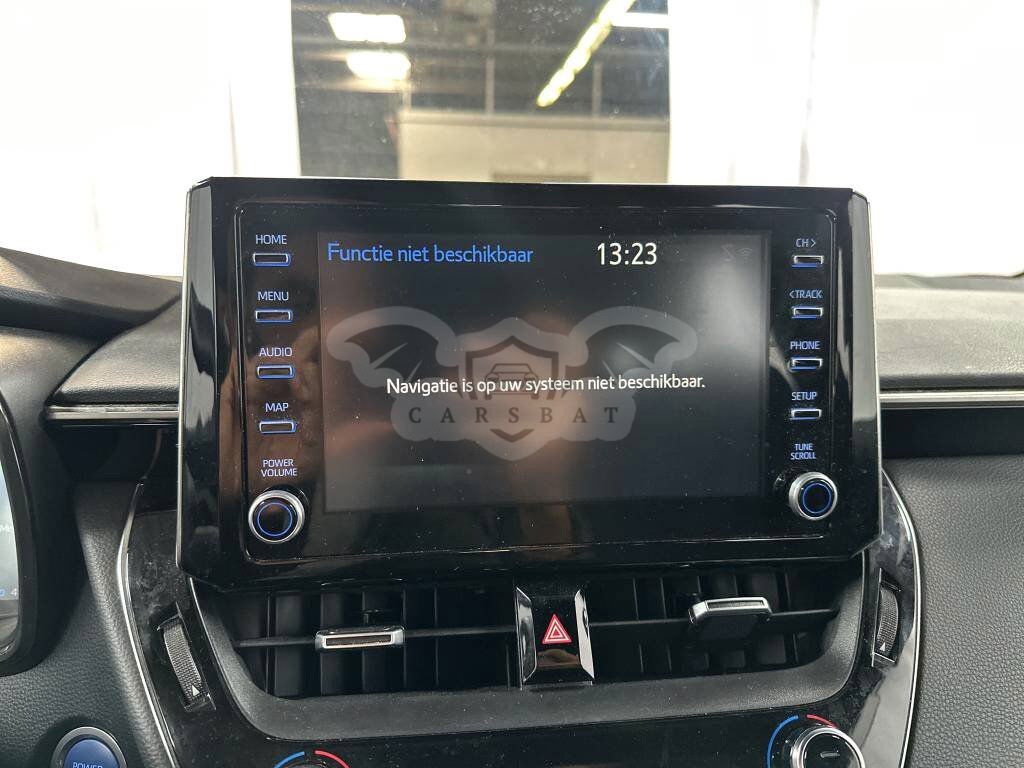 HOME
MENU
AUDIO
MAP
POWER
VOLUME
Functie niet beschikbaar 13:23
Navigatie is op uw systeem niet beschikbaar.
CARSBAT
CH>
<TRACK
PHONE
SETUP
TUNE
SCROLL
POWER